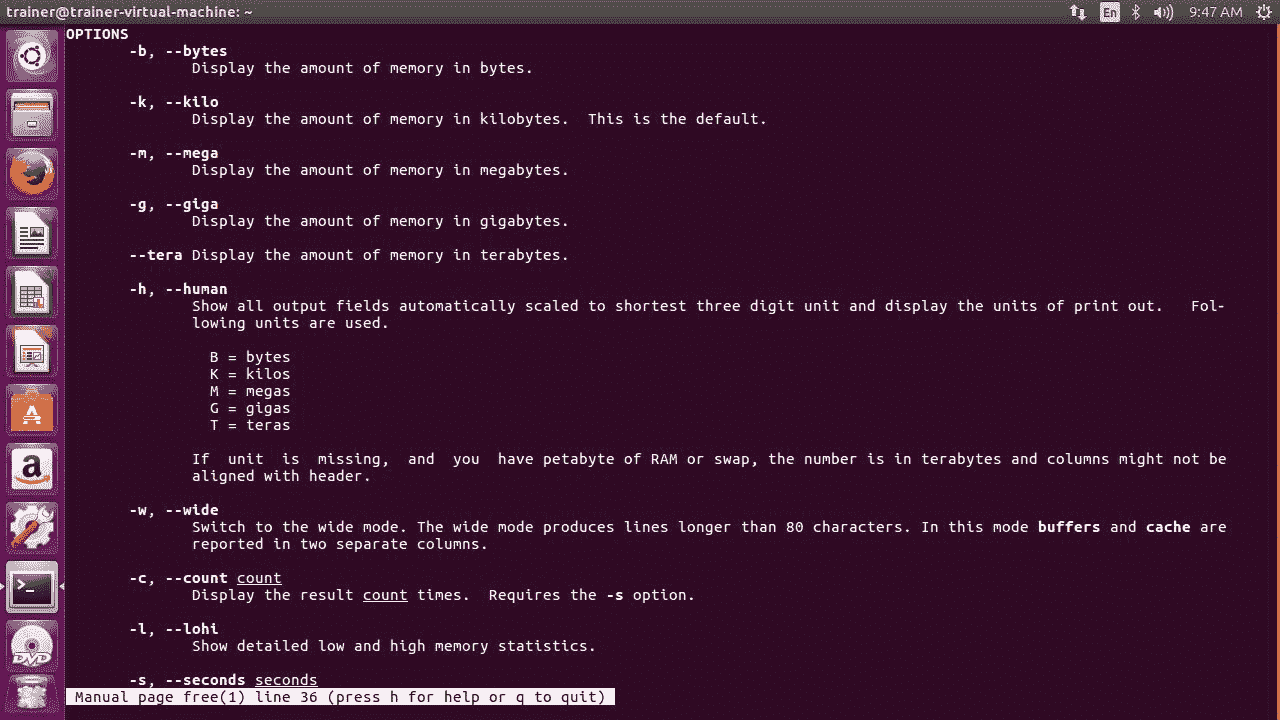 trainer@trainer-virtual-machine: ~
En
9:47 AM
OPTIONS
-b, --bytes
Display the amount of memory in bytes.
-k, --kilo
Display the amount of memory in kilobytes.  This is the default.
-m, --mega
Display the amount of memory in megabytes.
-g, --giga
Display the amount of memory in gigabytes.
--tera Display the amount of memory in terabytes.
-h, --human
Show all output fields automatically scaled to shortest three digit unit and display the units of print out.   Fol-
lowing units are used.
B = bytes
K = kilos
M = megas
G = gigas
T = teras
If  unit  is  missing,  and  you  have petabyte of RAM or swap, the number is in terabytes and columns might not be
aligned with header.
-w, --wide
Switch to the wide mode. The wide mode produces lines longer than 80 characters. In this mode buffers and cache are
reported in two separate columns.
-c, --count count
Display the result count times.  Requires the -s option.
-l, --lohi
Show detailed low and high memory statistics.
-s, --seconds seconds
Manual page free(1) line 36 (press h for help or q to quit)
A
a
>_
DVD